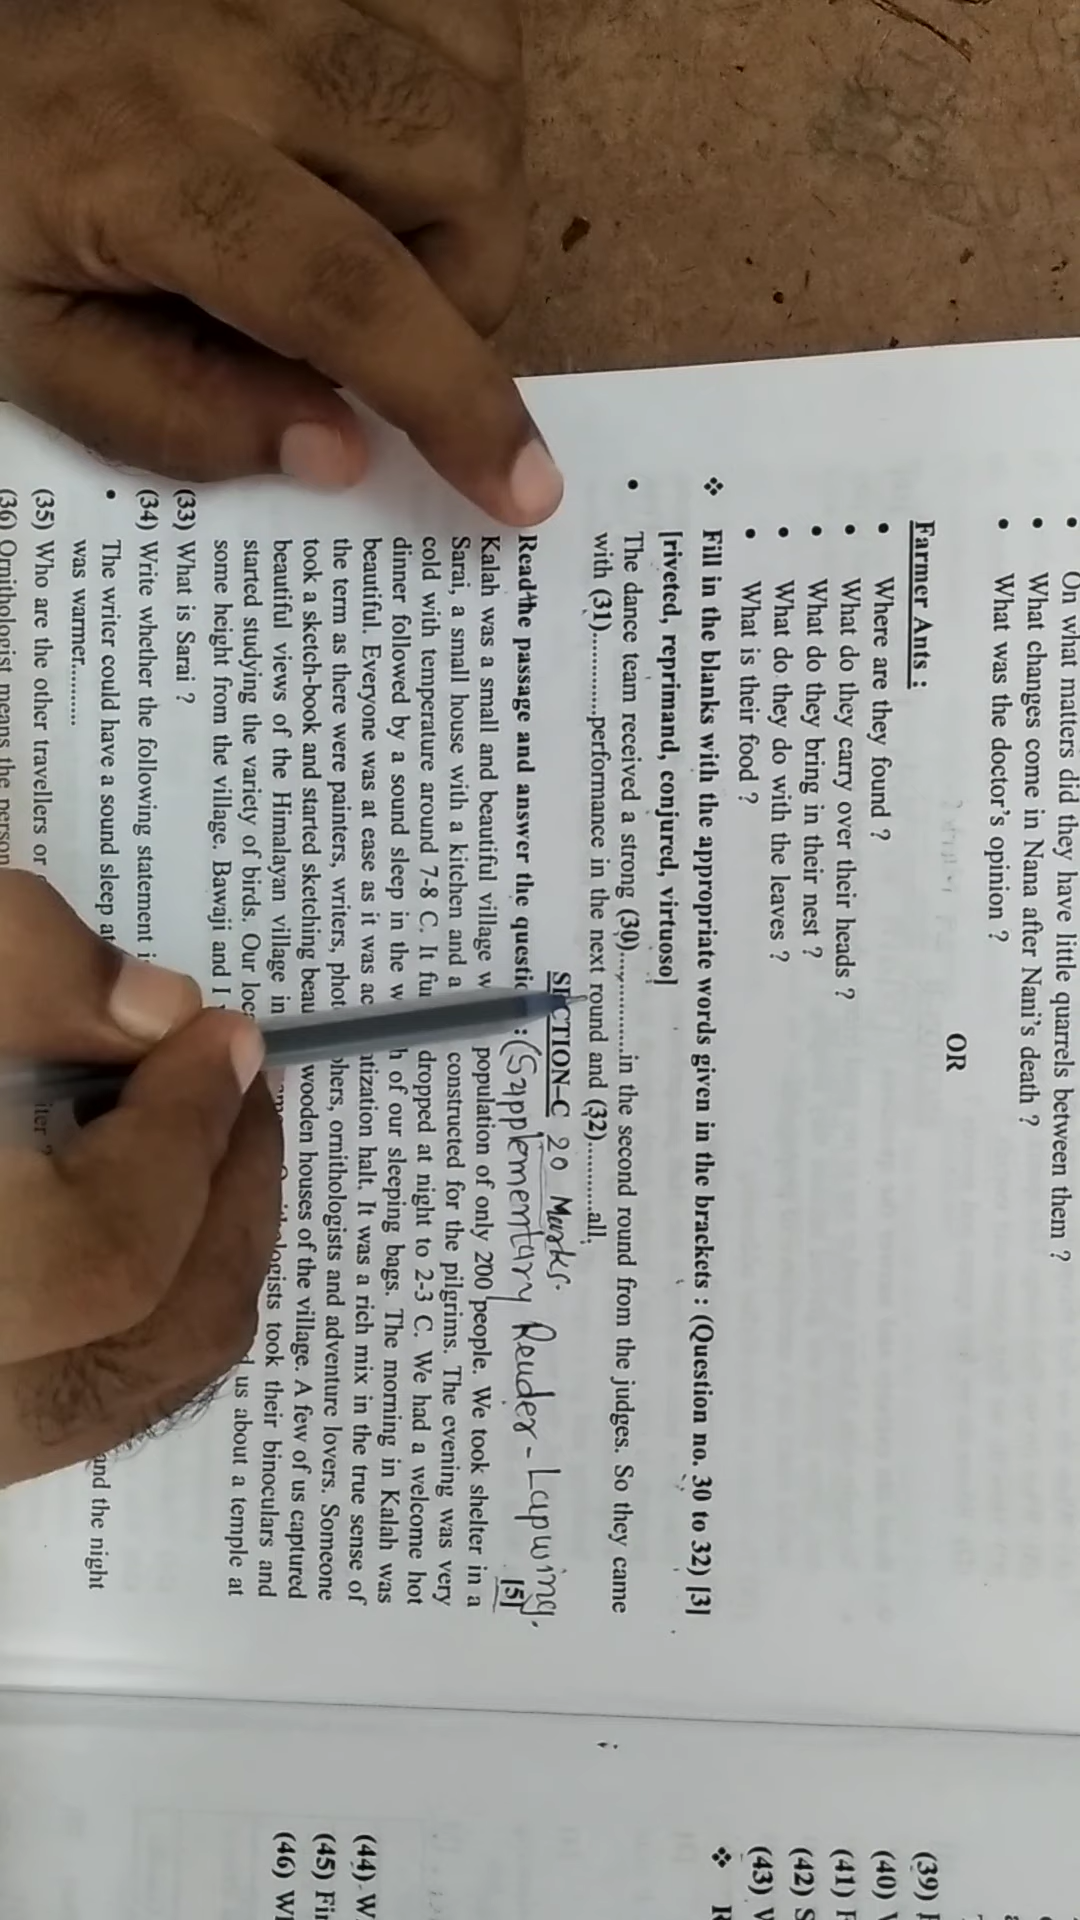 On what matters did they have little quarrels between them ?
• What changes come in Nana after Nani's death ?
• What was the doctor's opinion ?
OR
Farmer Ants :
• Where are they found ?
• What do they carry over their heads ?
• What do they bring in their nest ?
• What do they do with the leaves ?
• What is their food ?
❖ Fill in the blanks with the appropriate words given in the brackets : (Question no. 30 to 32) [3]
[riveted, reprimand, conjured, virtuoso]
• The dance team received a strong (30)..............in the second round from the judges. So they came
with (31).............performance in the next round and (32)............all.
SECTION–C 20 Marks.
Read the passage and answer the : (Supplementary Reader - Lapwing. [5]
Kalah was a small and beautiful village population of only 200 people. We took shelter in a
Sarai, a small house with a kitchen and a constructed for the pilgrims. The evening was very
cold with temperature around 7-8 C. It dropped at night to 2-3 C. We had a welcome hot
dinner followed by a sound sleep in the of our sleeping bags. The morning in Kalah was
beautiful. Everyone was at ease as it was halt. It was a rich mix in the true sense of
the term as there were painters, writers, ornithologists and adventure lovers. Someone
took a sketch-book and started sketching wooden houses of the village. A few of us captured
beautiful views of the Himalayan village in took their binoculars and
started studying the variety of birds. Our us about a temple at
some height from the village. Bawaji and I
(33) What is Sarai ?
(34) Write whether the following statement
• The writer could have a sound sleep and the night
was warmer...........
(35) Who are the other travellers or
(36) Ornithologist means the person
(39)
(40)
(41)
(42)
(43)
❖
(44)
(45)
(46)